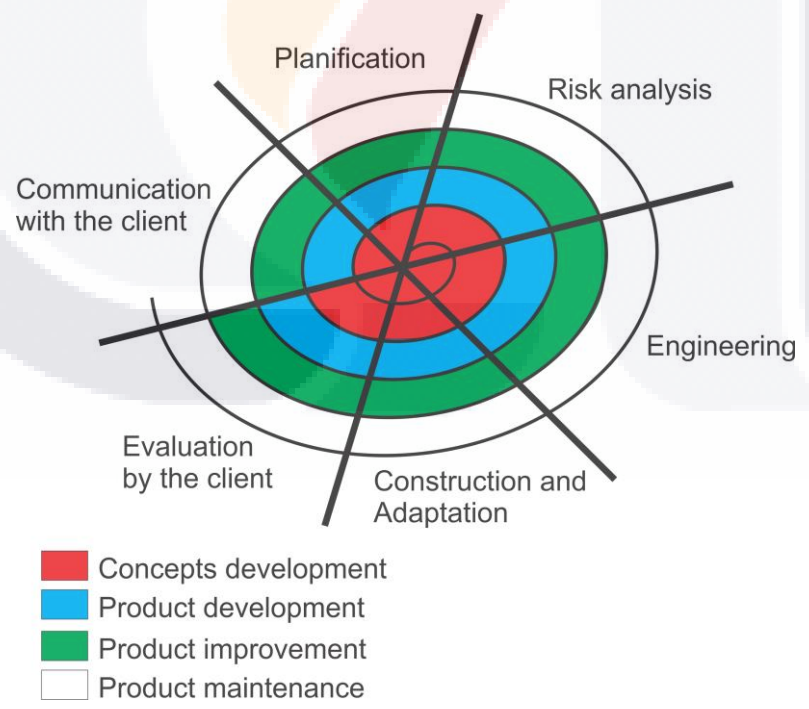 Planification
Risk analysis
Communication
with the client
Engineering
Evaluation
by the client
Construction and
Adaptation
Concepts development
Product development
Product improvement
Product maintenance